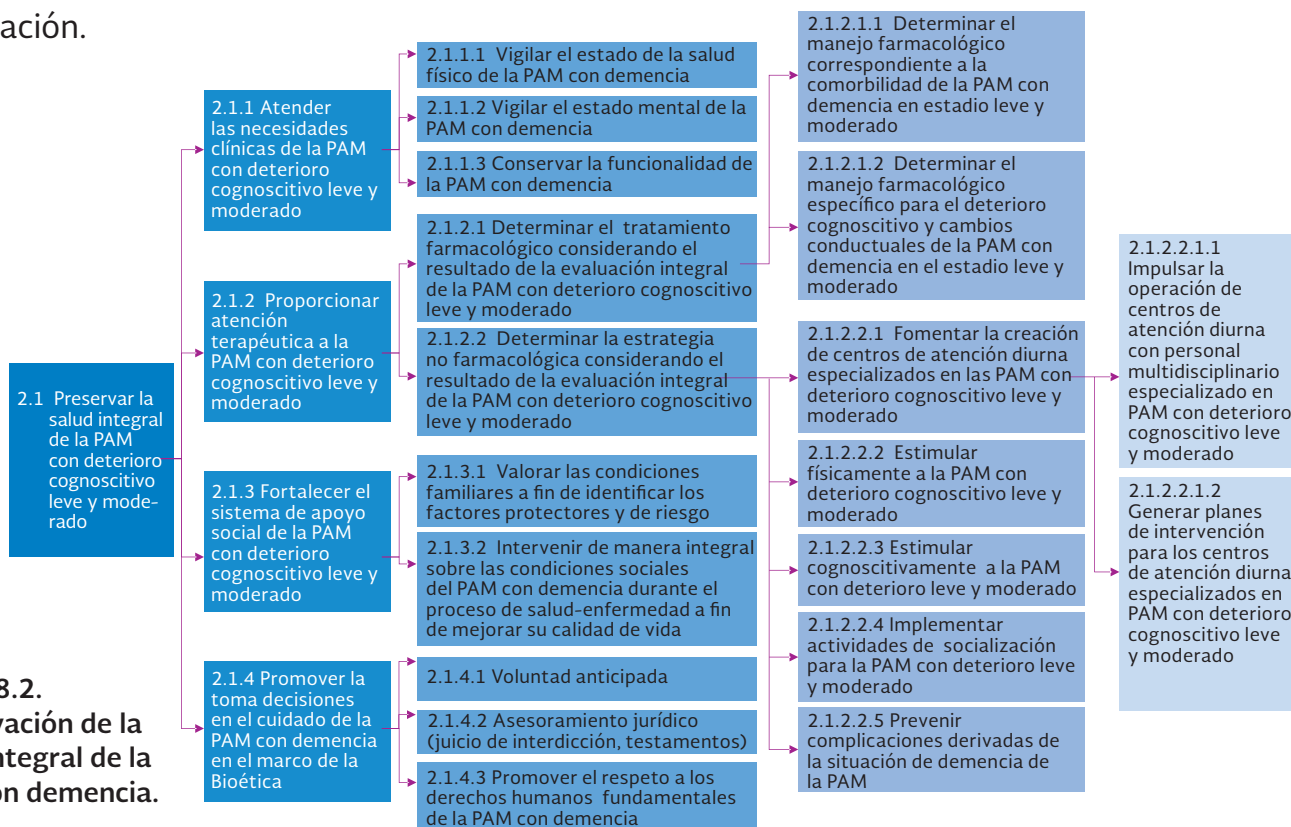 ación.
2.1 Preservar la
salud integral
de la PAM
con deterioro
cognoscitivo
leve y mode-
rado
2.1.1 Atender
las necesidades
clínicas de la PAM
con deterioro
cognoscitivo leve y
moderado
2.1.2 Proporcionar
atención
terapéutica a la
PAM con deterioro
cognoscitivo leve y
moderado
2.1.3 Fortalecer el
sistema de apoyo
social de la PAM
con deterioro
cognoscitivo leve y
moderado
2.1.4 Promover la
toma decisiones
en el cuidado de la
PAM con demencia
en el marco de la
Bioética
2.1.1.1 Vigilar el estado de la salud
físico de la PAM con demencia
2.1.1.2 Vigilar el estado mental de la
PAM con demencia
2.1.1.3 Conservar la funcionalidad de
la PAM con demencia
2.1.2.1 Determinar el tratamiento
farmacológico considerando el
resultado de la evaluación integral
de la PAM con deterioro cognoscitivo
leve y moderado
2.1.2.2 Determinar la estrategia
no farmacológica considerando el
resultado de la evaluación integral
de la PAM con deterioro cognoscitivo
leve y moderado
2.1.3.1 Valorar las condiciones
familiares a fin de identificar los
factores protectores y de riesgo
2.1.3.2 Intervenir de manera integral
sobre las condiciones sociales
del PAM con demencia durante el
proceso de salud-enfermedad a fin
de mejorar su calidad de vida
2.1.4.1 Voluntad anticipada
2.1.4.2 Asesoramiento jurídico
(juicio de interdicción, testamentos)
2.1.4.3 Promover el respeto a los
derechos humanos fundamentales
de la PAM con demencia
2.1.2.1.1 Determinar el
manejo farmacológico
correspondiente a la
comorbilidad de la PAM con
demencia en estadio leve y
moderado
2.1.2.1.2 Determinar el
manejo farmacológico
específico para el deterioro
cognoscitivo y cambios
conductuales de la PAM con
demencia en el estadio leve y
moderado
2.1.2.2.1 Fomentar la creación
de centros de atención diurna
especializados en las PAM con
deterioro cognoscitivo leve y
moderado
2.1.2.2.2 Estimular
físicamente a la PAM con
deterioro cognoscitivo leve y
moderado
2.1.2.2.3 Estimular
cognoscitivamente a la PAM
con deterioro leve y moderado
2.1.2.2.4 Implementar
actividades de socialización
para la PAM con deterioro leve
y moderado
2.1.2.2.5 Prevenir
complicaciones derivadas de
la situación de demencia de
la PAM
2.1.2.2.1.1
Impulsar la
operación de
centros de
atención diurna
con personal
multidisciplinario
especializado en
PAM con deterioro
cognoscitivo leve
y moderado
2.1.2.2.1.2
Generar planes
de intervención
para los centros
de atención diurna
especializados en
PAM con deterioro
cognoscitivo leve
y moderado
8.2.
vación de la
ntegral de la
on demencia.